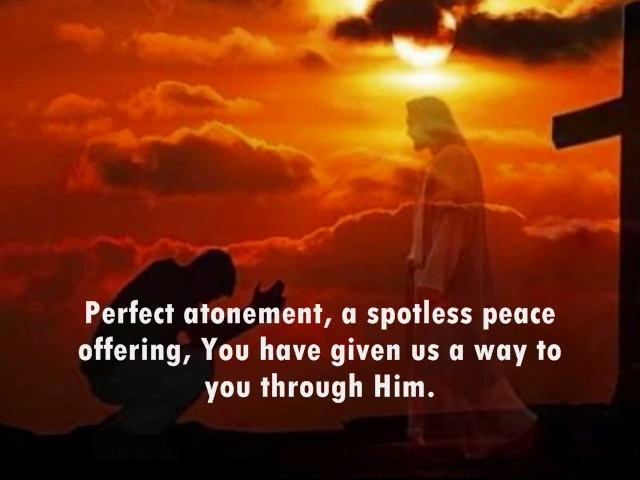 Perfect atonement, a spotless peace
offering, You have given us a way to
you through Him.